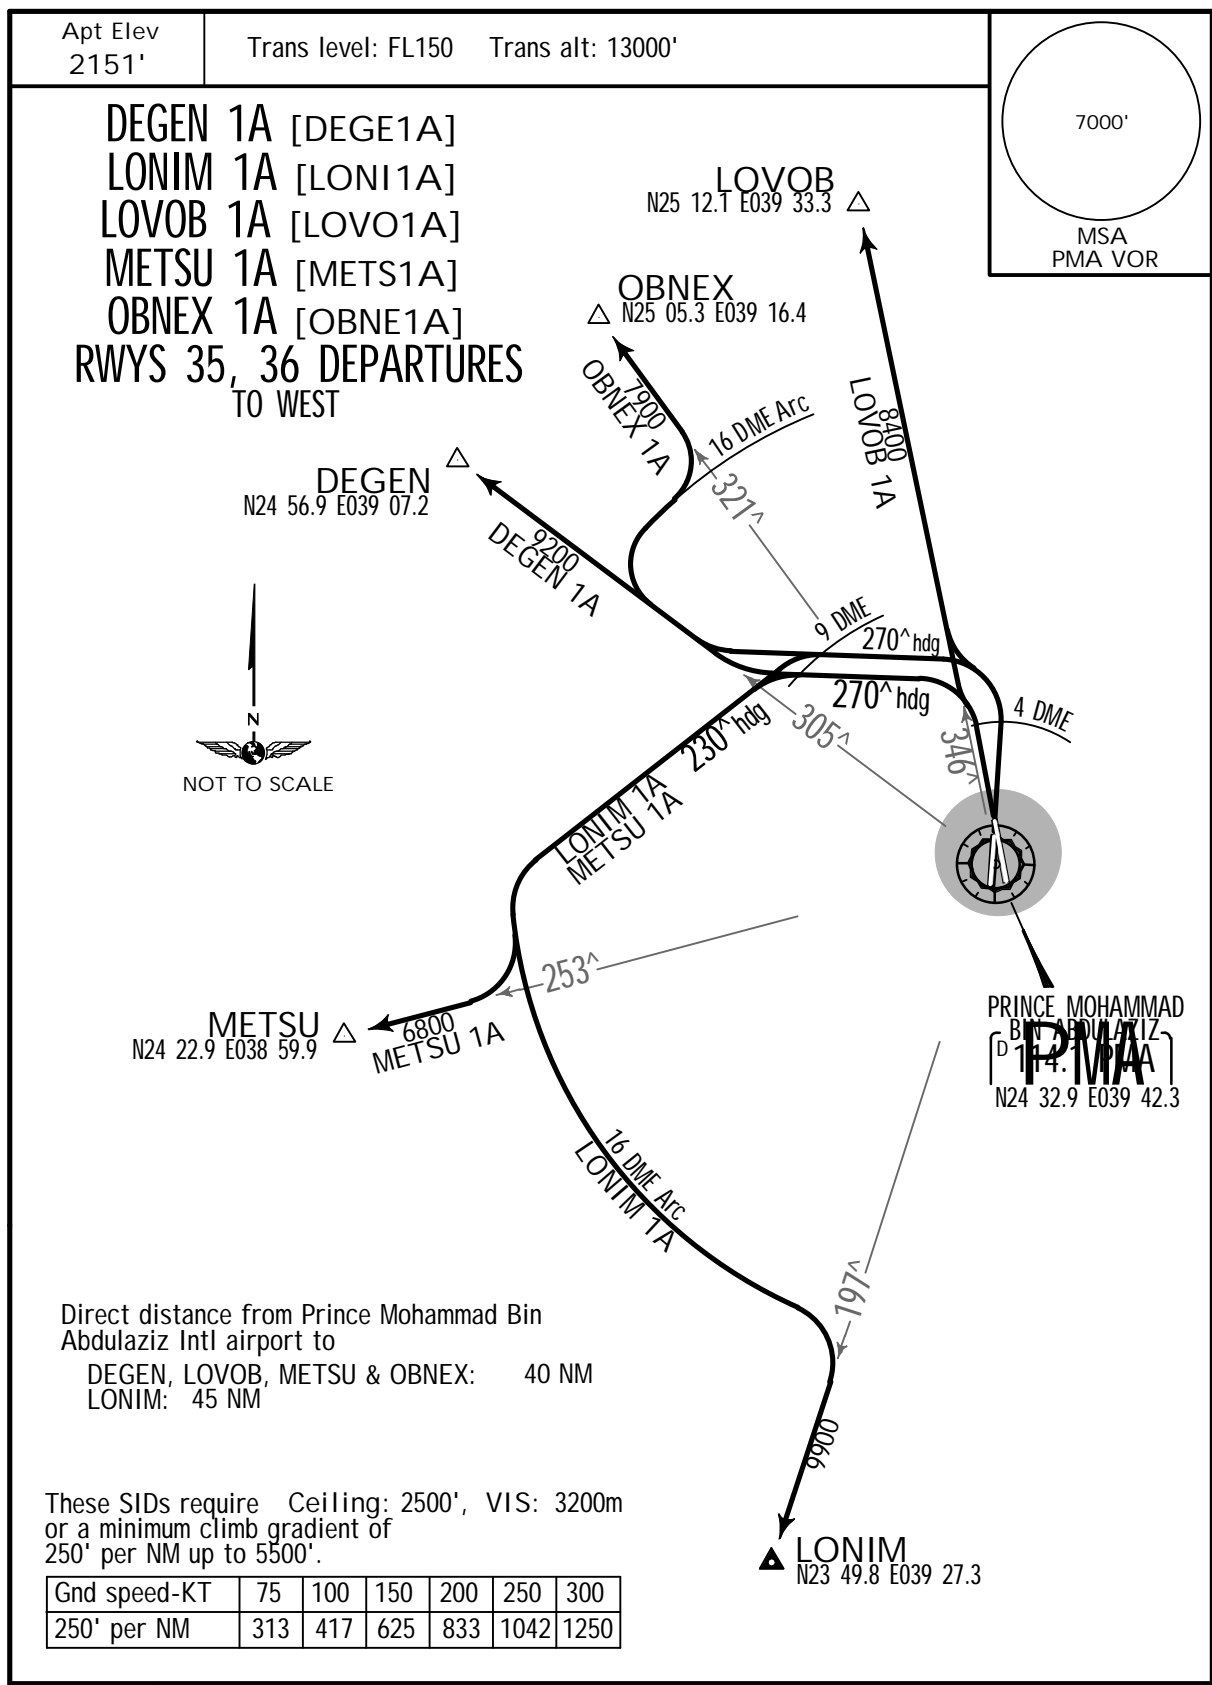 Apt Elev
2151'
Trans level: FL150 Trans alt: 13000'
7000'
MSA
PMA VOR
DEGEN 1A [DEGE1A]
LONIM 1A [LONI1A]
LOVOB 1A [LOVO1A]
METSU 1A [METS1A]
OBNEX 1A [OBNE1A]
RWYS 35, 36 DEPARTURES
TO WEST
LOVOB
N25 12.1 E039 33.3
OBNEX
N25 05.3 E039 16.4
7900
OBNEX 1A
16 DME Arc
8400
LOVOB 1A
321^
DEGEN
N24 56.9 E039 07.2
9200
DEGEN 1A
9 DME
270^ hdg
270^ hdg
4 DME
346^
305^
230^ hdg
N
NOT TO SCALE
LONIM 1A
METSU 1A
253^
METSU
N24 22.9 E038 59.9
6800
METSU 1A
PRINCE MOHAMMAD
BIN ABDULAZIZ
D 114. PMA
PMA
N24 32.9 E039 42.3
16 DME Arc
LONIM 1A
197^
9900
LONIM
N23 49.8 E039 27.3
Direct distance from Prince Mohammad Bin
Abdulaziz Intl airport to
DEGEN, LOVOB, METSU & OBNEX: 40 NM
LONIM: 45 NM
These SIDs require Ceiling: 2500', VIS: 3200m
or a minimum climb gradient of
250' per NM up to 5500'.
Gnd speed-KT 75 100 150 200 250 300
250' per NM 313 417 625 833 1042 1250